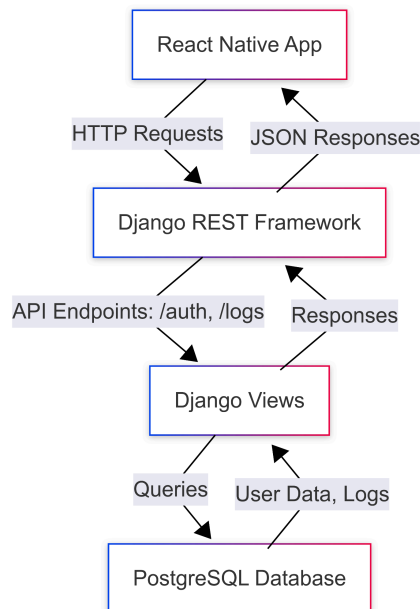 React Native App
HTTP Requests
JSON Responses
Django REST Framework
API Endpoints: /auth, /logs
Responses
Django Views
Queries
User Data, Logs
PostgreSQL Database